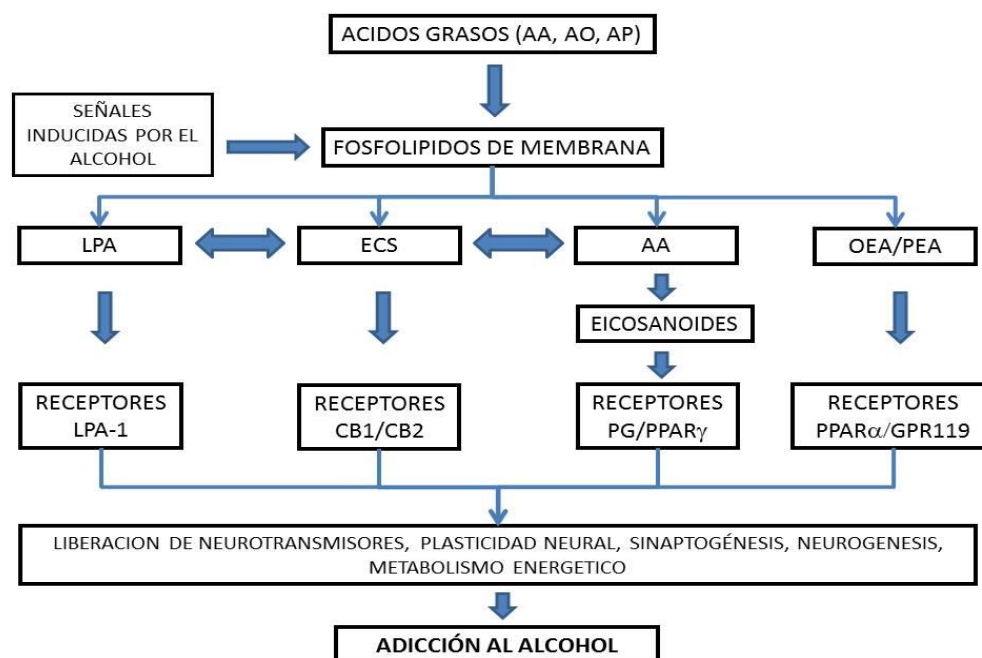 ACIDOS GRASOS (AA, AO, AP)
SEÑALES
INDUCIDAS POR EL
ALCOHOL
FOSFOLIPIDOS DE MEMBRANA
LPA
ECS
AA
OEA/PEA
EICOSANOIDES
RECEPTORES
LPA-1
RECEPTORES
CB1/CB2
RECEPTORES
PG/PPARγ
RECEPTORES
PPARα/GPR119
LIBERACION DE NEUROTRANSMISORES, PLASTICIDAD NEURAL, SINAPTOGÉNESIS, NEUROGENESIS,
METABOLISMO ENERGETICO
ADICCIÓN AL ALCOHOL